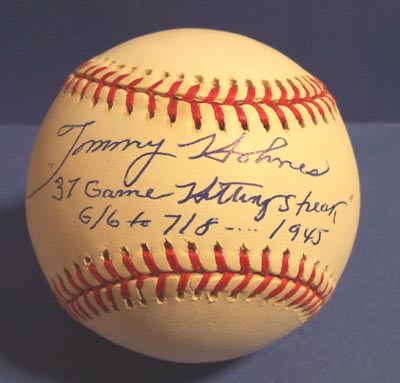 Tommy Holmes
"37 Game Hitting Streak"
6/6 to 7/8 ---- 1945